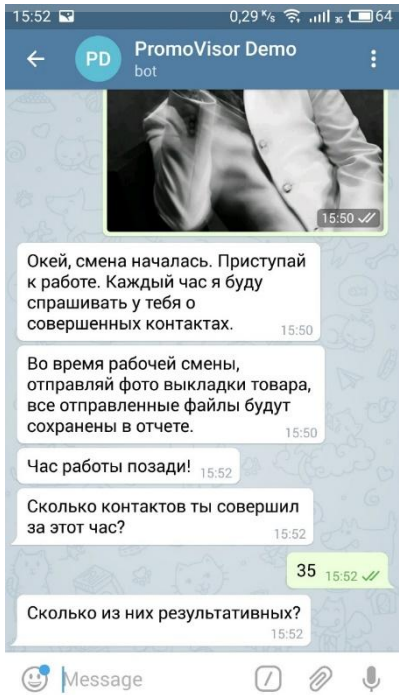 15:52
0,29 K/s
3G
64
PD
PromoVisor Demo
bot
15:50
Окей, смена началась. Приступай
к работе. Каждый час я буду
спрашивать у тебя о
совершенных контактах.
15:50
Во время рабочей смены,
отправляй фото выкладки товара,
все отправленные файлы будут
сохранены в отчете.
15:50
Час работы позади!
15:52
Сколько контактов ты совершил
за этот час?
15:52
35
15:52
Сколько из них результативных?
15:52
Message